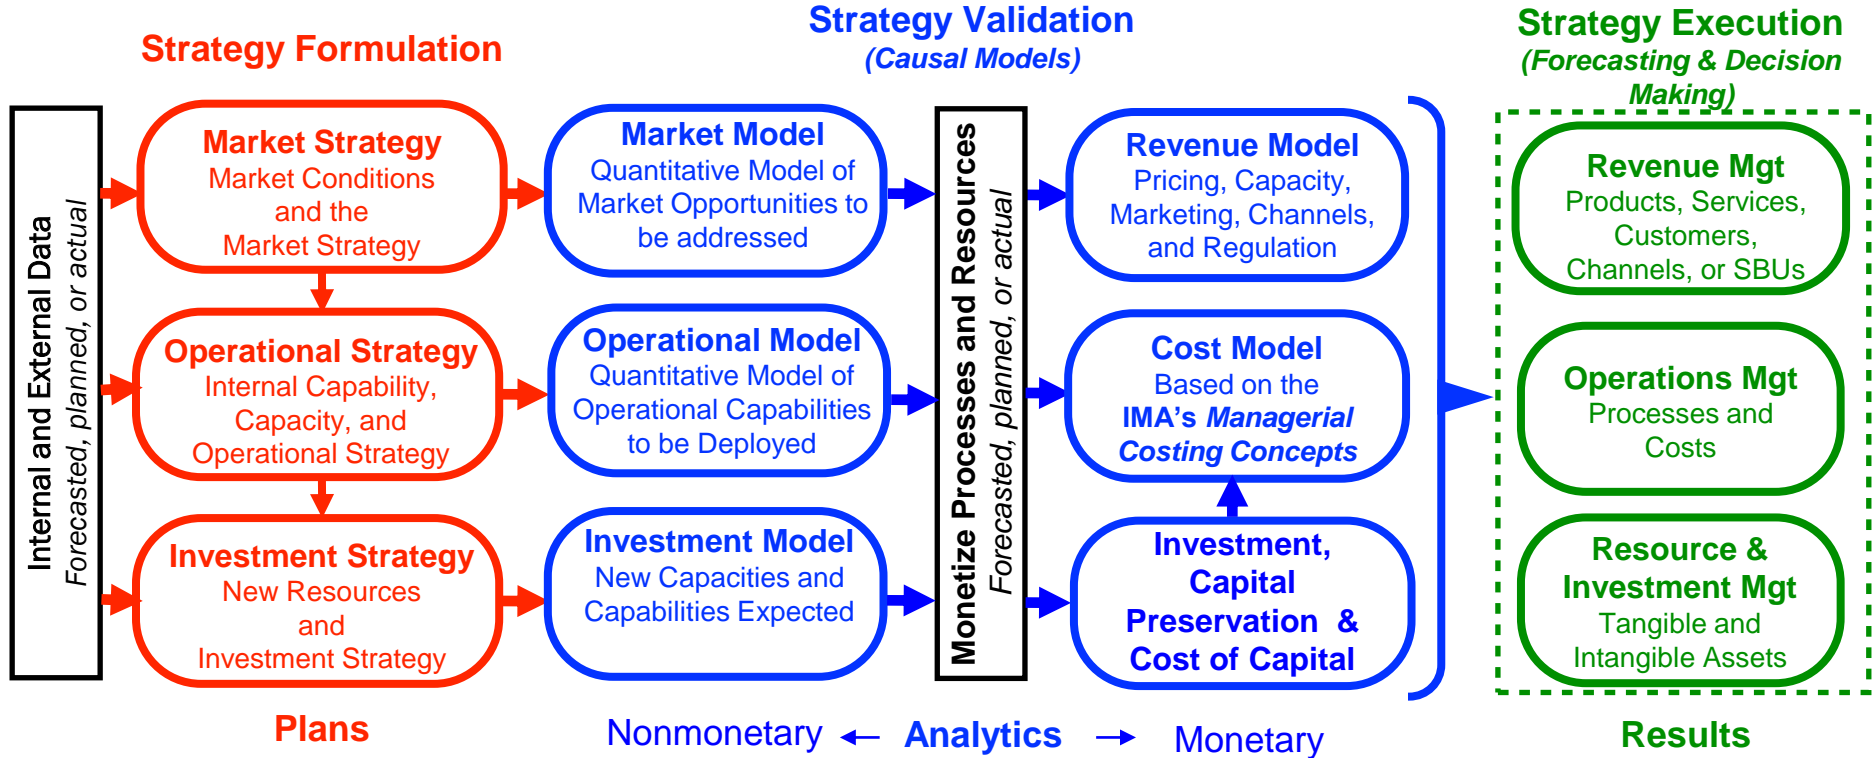 Strategy Formulation
Strategy Validation
(Causal Models)
Strategy Execution
(Forecasting & Decision
Making)
Internal and External Data
Forecasted, planned, or actual
Market Strategy
Market Conditions
and the
Market Strategy
Operational Strategy
Internal Capability,
Capacity, and
Operational Strategy
Investment Strategy
New Resources
and
Investment Strategy
Market Model
Quantitative Model of
Market Opportunities to
be addressed
Operational Model
Quantitative Model of
Operational Capabilities
to be Deployed
Investment Model
New Capacities and
Capabilities Expected
Monetize Processes and Resources
Forecasted, planned, or actual
Revenue Model
Pricing, Capacity,
Marketing, Channels,
and Regulation
Cost Model
Based on the
IMA’s Managerial
Costing Concepts
Investment,
Capital
Preservation &
Cost of Capital
Revenue Mgt
Products, Services,
Customers,
Channels, or SBUs
Operations Mgt
Processes and
Costs
Resource &
Investment Mgt
Tangible and
Intangible Assets
Plans
Nonmonetary
Analytics
Monetary
Results